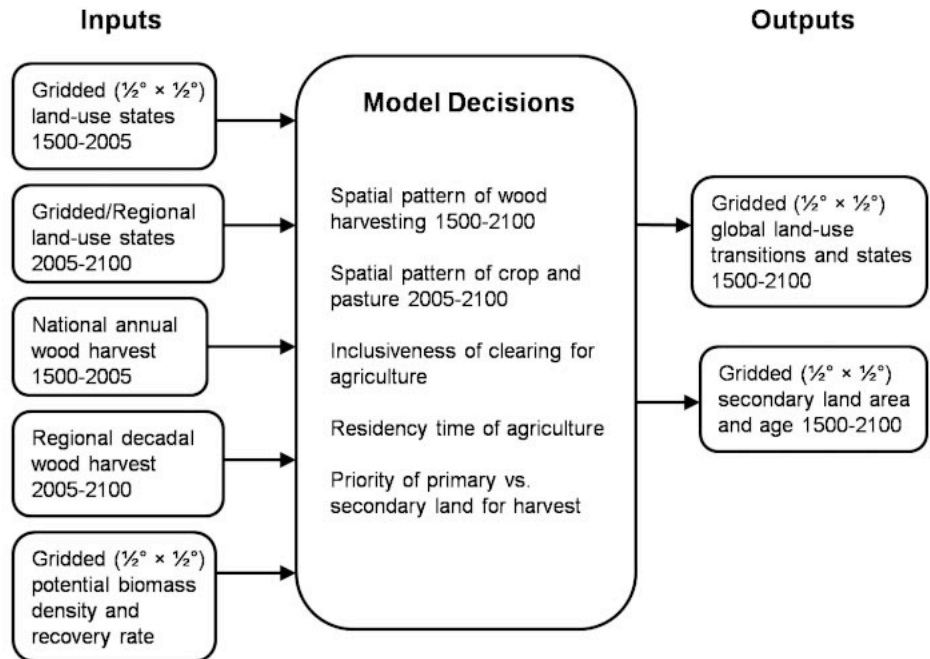 Inputs
Gridded (½° × ½°)
land-use states
1500-2005
Gridded/Regional
land-use states
2005-2100
National annual
wood harvest
1500-2005
Regional decadal
wood harvest
2005-2100
Gridded (½° × ½°)
potential biomass
density and
recovery rate
Model Decisions
Spatial pattern of wood
harvesting 1500-2100
Spatial pattern of crop and
pasture 2005-2100
Inclusiveness of clearing for
agriculture
Residency time of agriculture
Priority of primary vs.
secondary land for harvest
Outputs
Gridded (½° × ½°)
global land-use
transitions and states
1500-2100
Gridded (½° × ½°)
secondary land area
and age 1500-2100